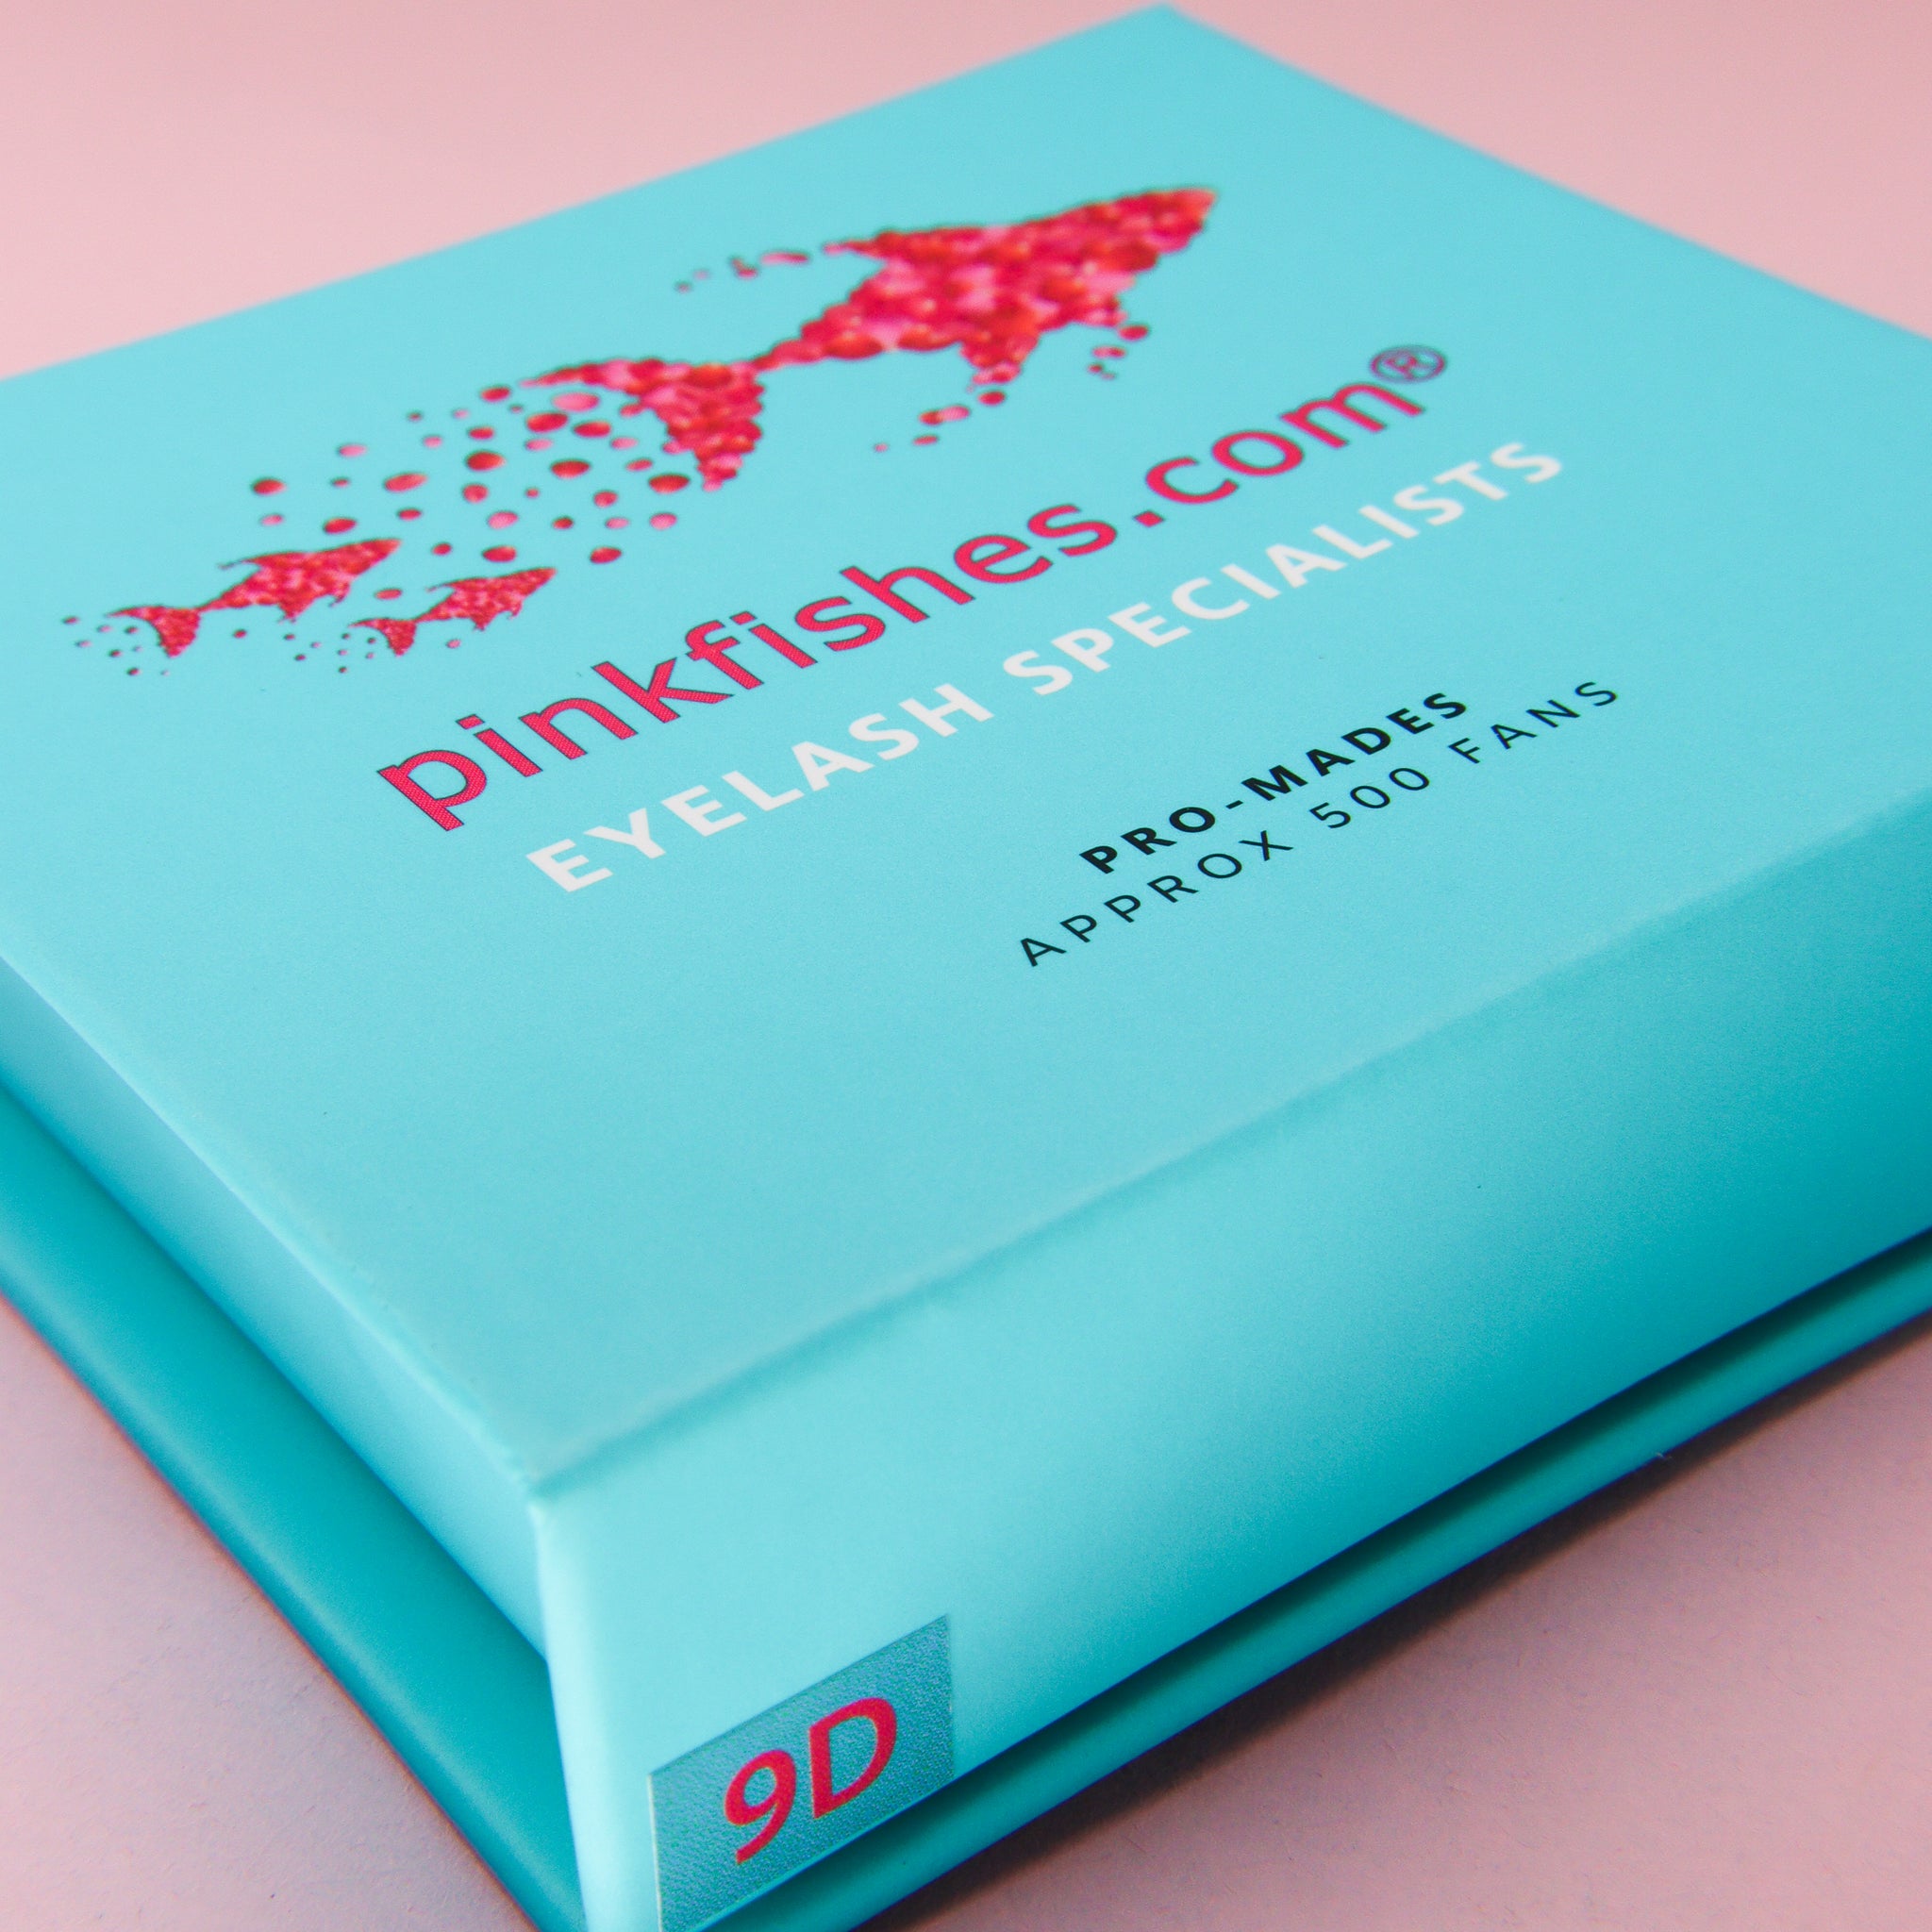 pinkfishes.com®
EYELASH SPECIALISTS
PRO-MADES
APPROX 500 FANS
9D